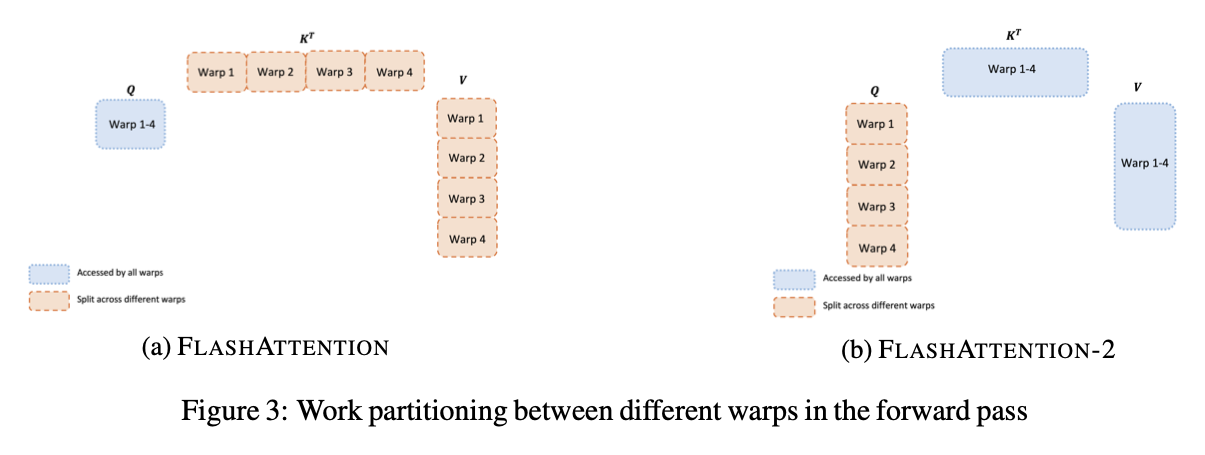 K^T
Warp 1 Warp 2 Warp 3 Warp 4
Q
Warp 1-4
V
Warp 1
Warp 2
Warp 3
Warp 4
Accessed by all warps
Split across different warps
(a) FLASHATTENTION
K^T
Warp 1-4
Q
Warp 1
Warp 2
Warp 3
Warp 4
V
Warp 1-4
Accessed by all warps
Split across different warps
(b) FLASHATTENTION-2
Figure 3: Work partitioning between different warps in the forward pass